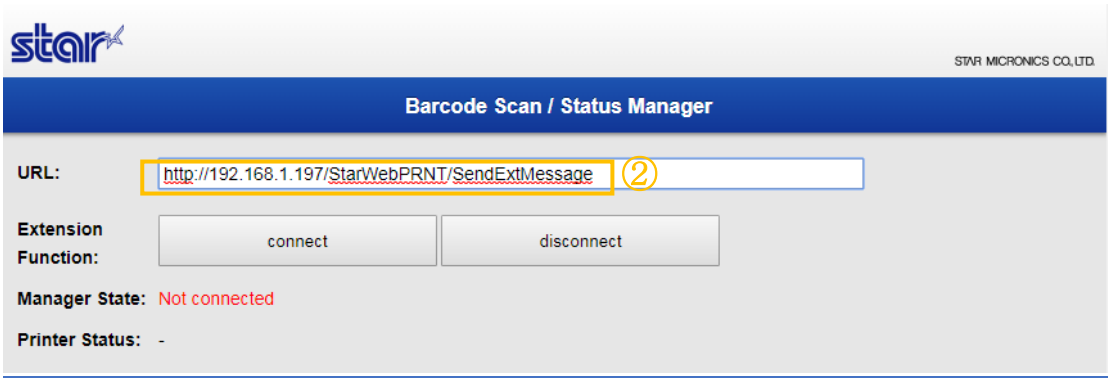 star
STAR MICRONICS CO., LTD.
Barcode Scan / Status Manager
URL:
http://192.168.1.197/StarWebPRNT/SendExtMessage ②
Extension
Function:
connect
disconnect
Manager State: Not connected
Printer Status: -